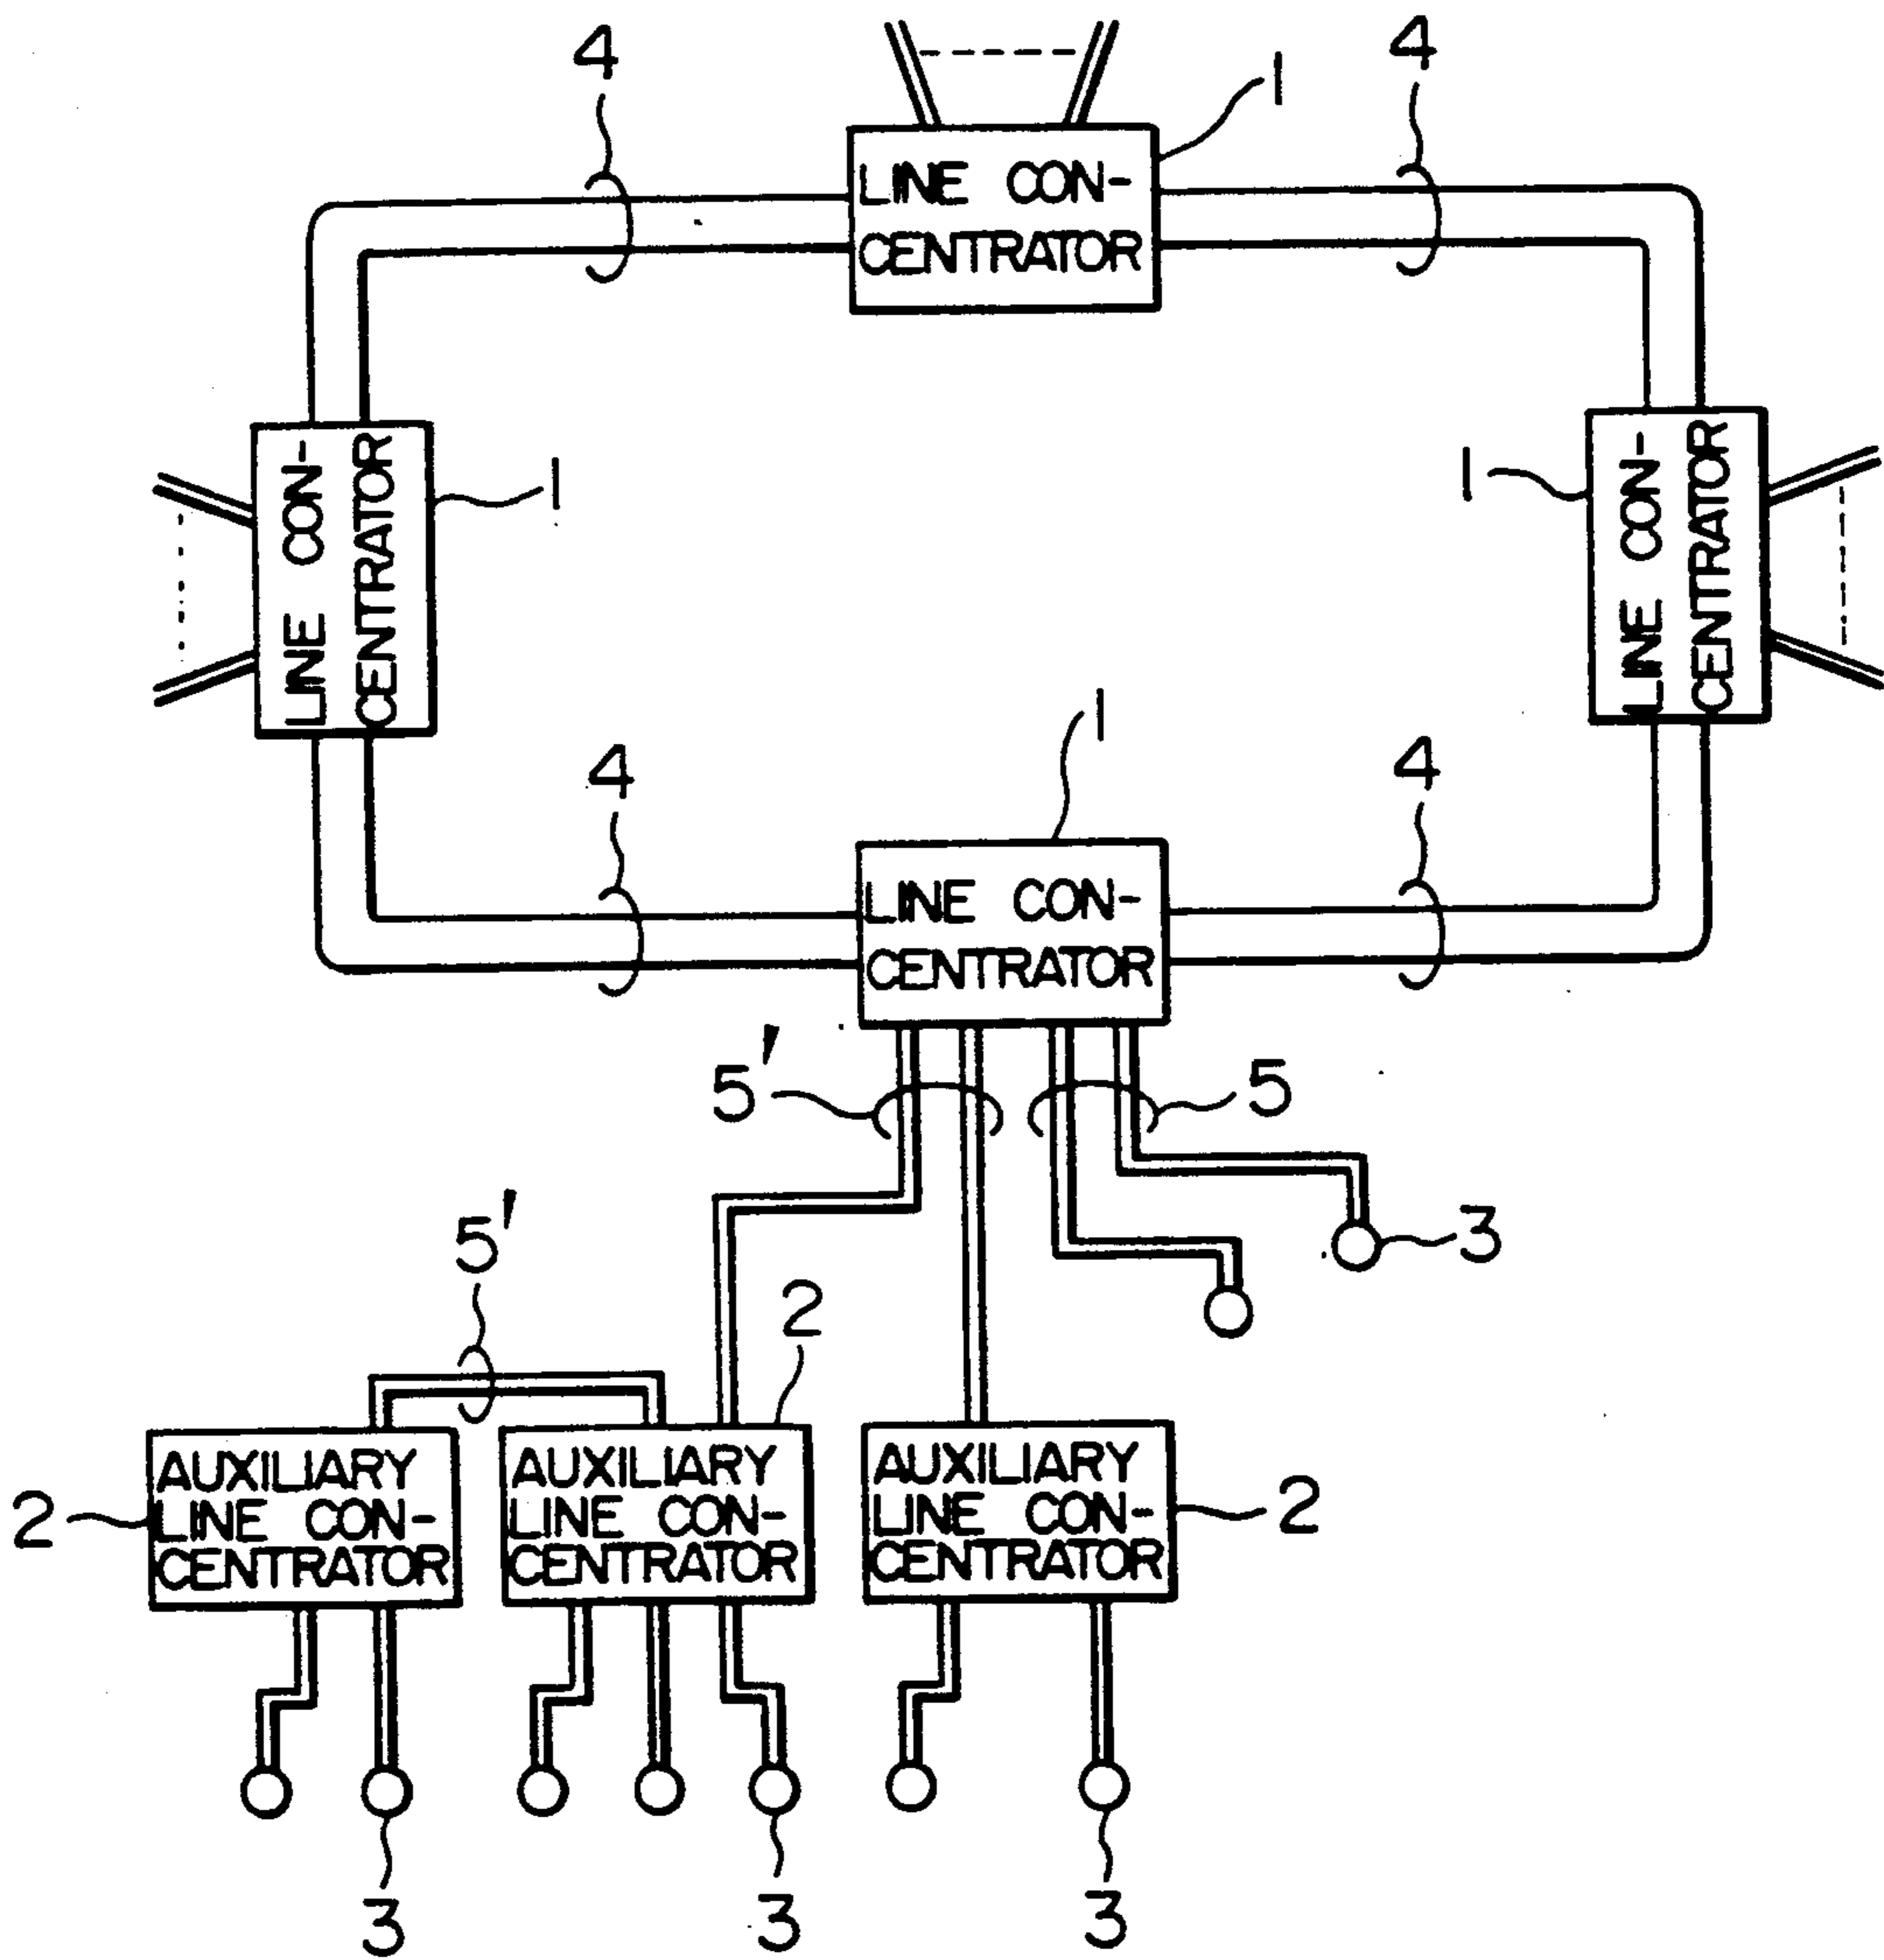 4
4
1
LINE CON-
CENTRATOR
1
LINE CON-
CENTRATOR
1
LINE CON-
CENTRATOR
4
1
4
LINE CON-
CENTRATOR
5'
5
3
5'
2
2
AUXILIARY
LINE CON-
CENTRATOR
AUXILIARY
LINE CON-
CENTRATOR
AUXILIARY
LINE CON-
CENTRATOR
2
3
3
3